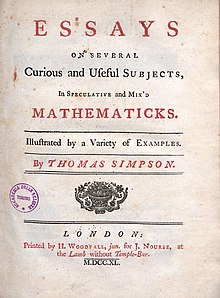 ESSAYS
ON SEVERAL
Curious and Useful SUBJECTS,
In SPECULATIVE and MIX'D
MATHEMATICKS.
Illustrated by a Variety of EXAMPLES.
By THOMAS SIMPSON.
LONDON:
Printed by H. WOODFALL, jun. for J. NOURSE, at
the Lamb without Temple-Bar.
M.DCC.XL.